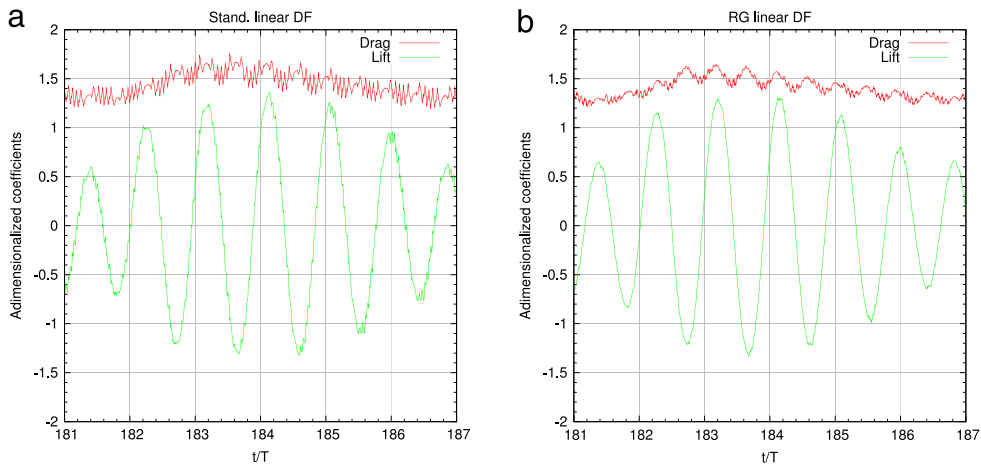 a
Stand. linear DF
Drag
Lift
2
1.5
1
0.5
0
-0.5
-1
-1.5
-2
Adimensionalized coefficients
181 182 183 184 185 186 187
t/T
b
RG linear DF
Drag
Lift
2
1.5
1
0.5
0
-0.5
-1
-1.5
-2
Adimensionalized coefficients
181 182 183 184 185 186 187
t/T